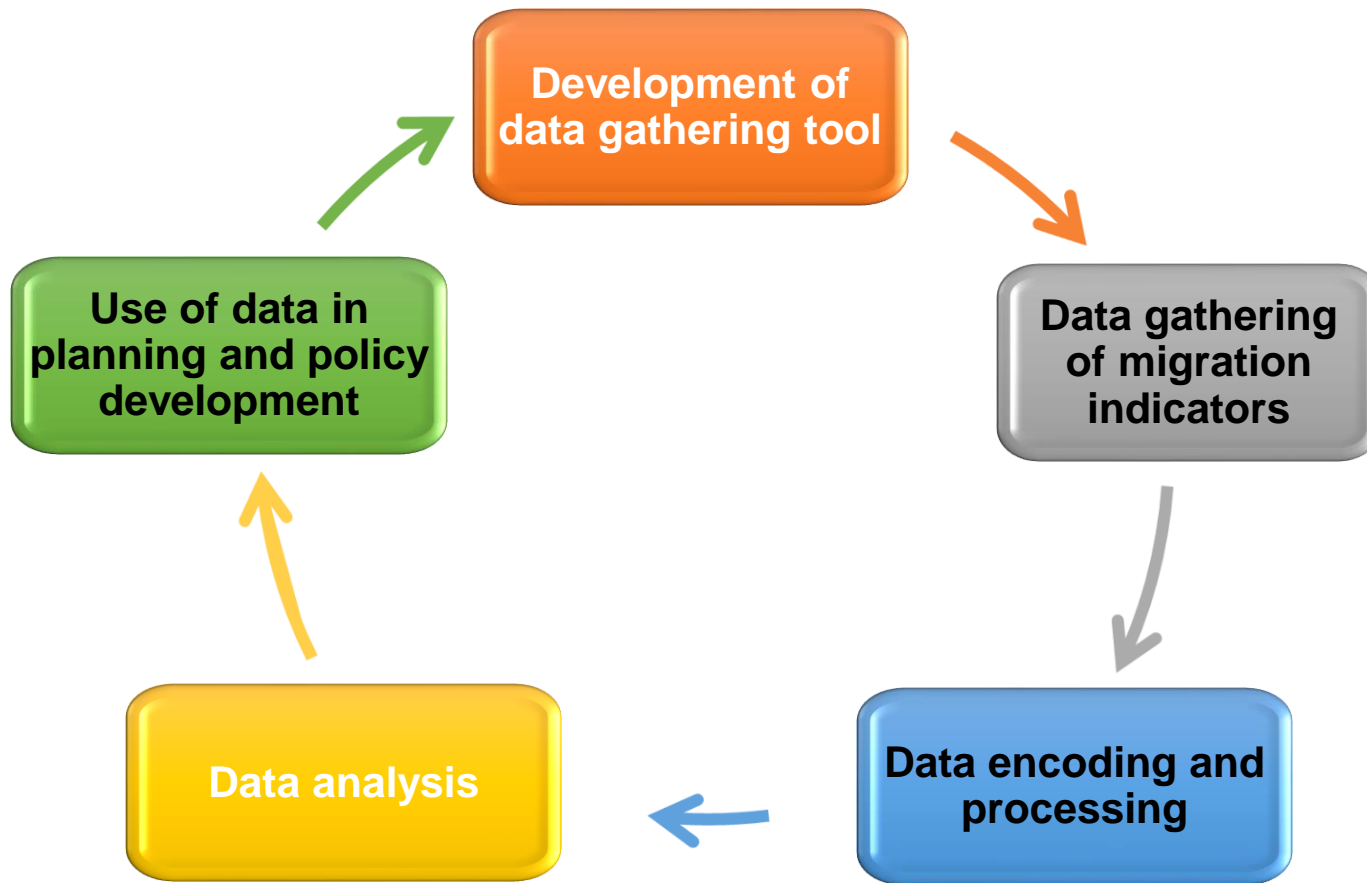 Development of
data gathering tool
Data gathering
of migration
indicators
Data encoding and
processing
Data analysis
Use of data in
planning and policy
development